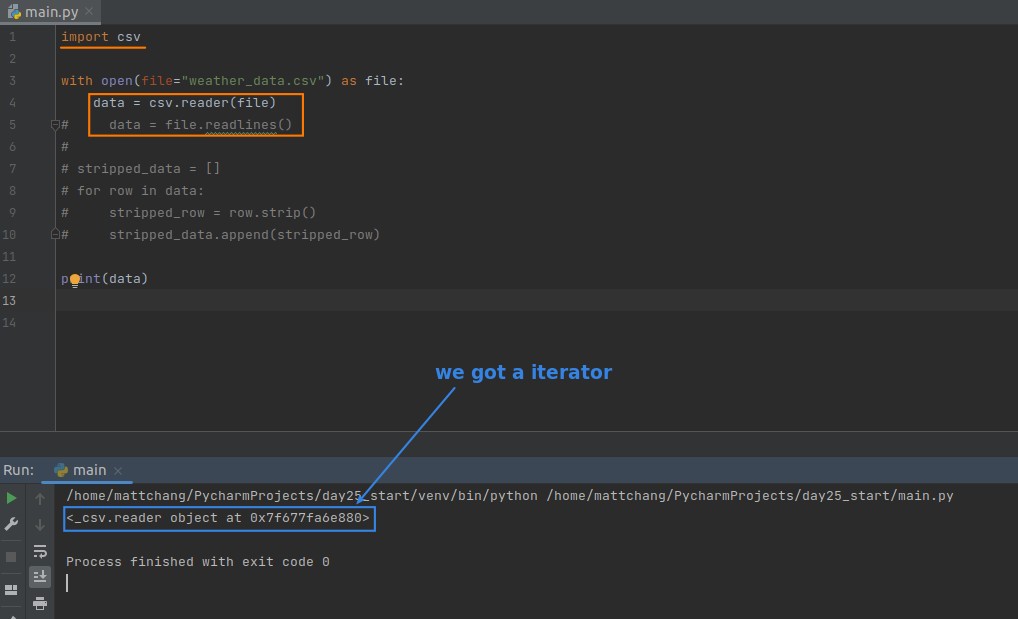 main.py
1 import csv
2
3 with open(file="weather_data.csv") as file:
4     data = csv.reader(file)
5 #     data = file.readlines()
6 #
7 # stripped_data = []
8 # for row in data:
9 #     stripped_row = row.strip()
10 #     stripped_data.append(stripped_row)
11
12 print(data)
13
14
we got a iterator
Run: main
/home/mattchang/PycharmProjects/day25_start/venv/bin/python /home/mattchang/PycharmProjects/day25_start/main.py
<_csv.reader object at 0x7f677fa6e880>
Process finished with exit code 0